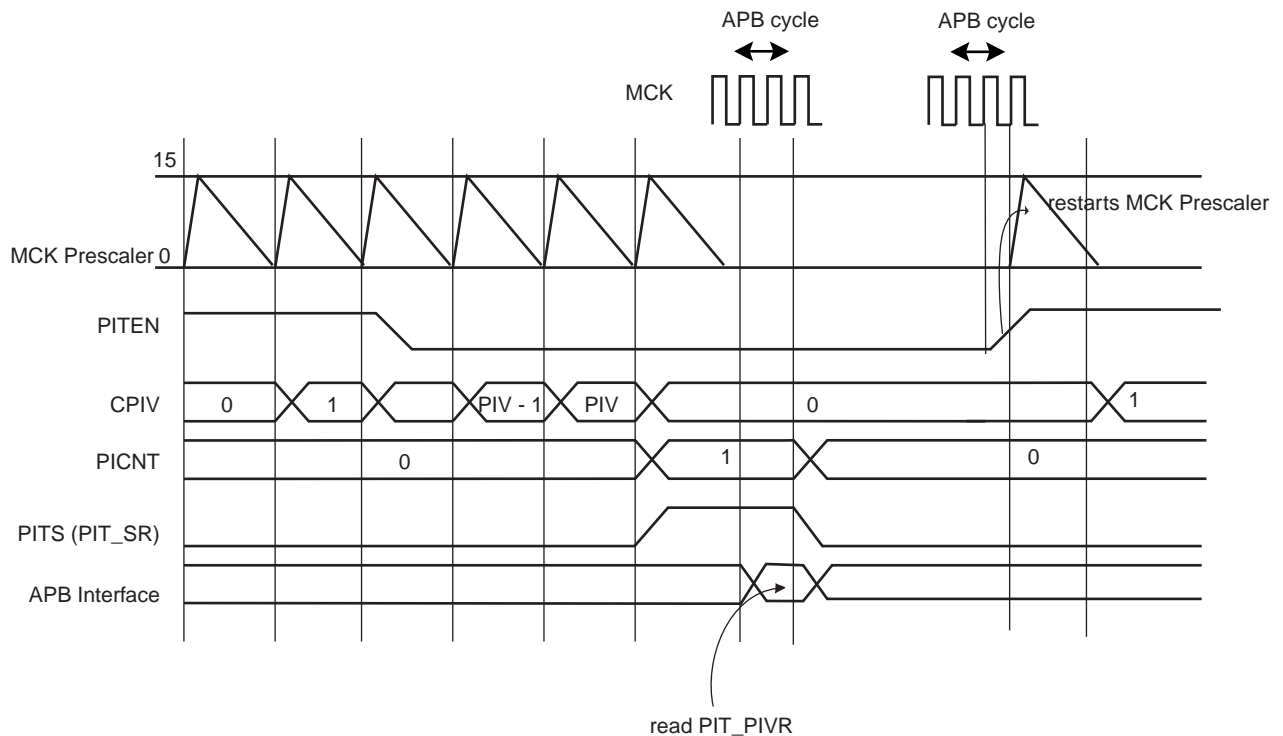 APB cycle
APB cycle
MCK
15
restarts MCK Prescaler
MCK Prescaler 0
PITEN
CPIV
0
1
PIV - 1
PIV
0
1
PICNT
0
1
0
PITS (PIT_SR)
APB Interface
read PIT_PIVR